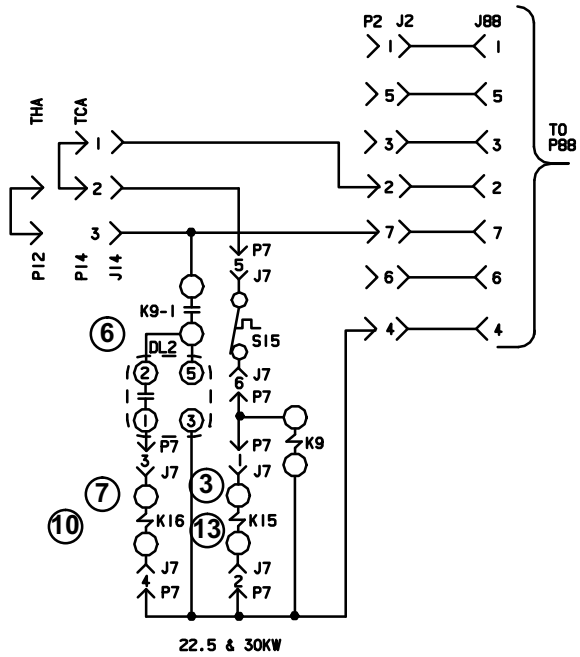 P2 J2 J88
1 1
5 5
3 3
2 2
7 7
6 6
4 4
TO
P88
THA
TCA
1
2
3
P12
P14
J14
P7
5
J7
K9-1
S15
6
DL2
2
5
J7
6
P7
1
3
K9
P7
3
J7
P7
1
J7
7
3
10
K16
13
K15
J7
4
P7
J7
2
P7
22.5 & 30KW